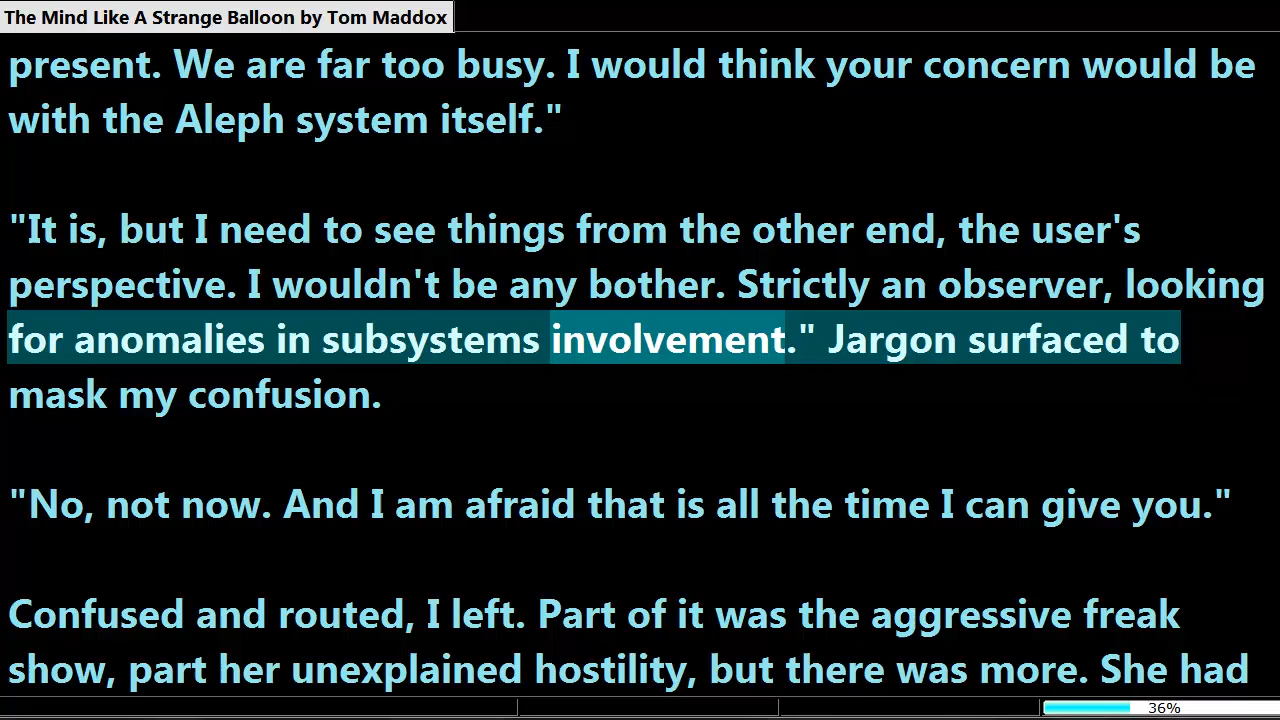 The Mind Like A Strange Balloon by Tom Maddox
present. We are far too busy. I would think your concern would be
with the Aleph system itself."
"It is, but I need to see things from the other end, the user's
perspective. I wouldn't be any bother. Strictly an observer, looking
for anomalies in subsystems involvement." Jargon surfaced to
mask my confusion.
"No, not now. And I am afraid that is all the time I can give you."
Confused and routed, I left. Part of it was the aggressive freak
show, part her unexplained hostility, but there was more. She had
36%